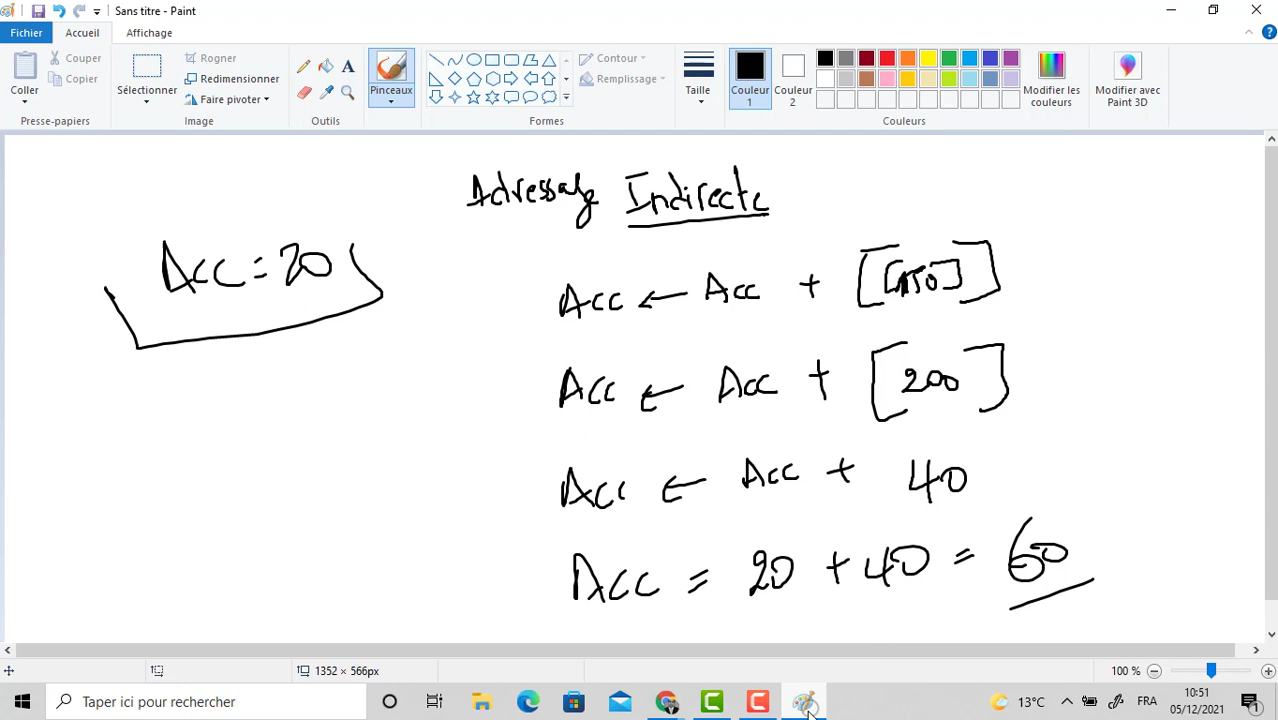 Sans titre - Paint
Fichier Accueil Affichage
Coller Couper Copier
Presse-papiers
Sélectionner Rogner Redimensionner Faire pivoter
Image
A
Outils
Contour Remplissage
Formes
Pinceaux
Taille
Couleur 1
Couleur 2
Couleurs
Modifier les couleurs
Modifier avec Paint 3D
Adressage Indirecte
Acc = 20
Acc ← Acc + [[150]]
Acc ← Acc + [200]
Acc ← Acc + 40
Acc = 20 + 40 = 60
1352 × 566px
100 %
Taper ici pour rechercher
13°C
FRA
10:51
05/12/2021
1